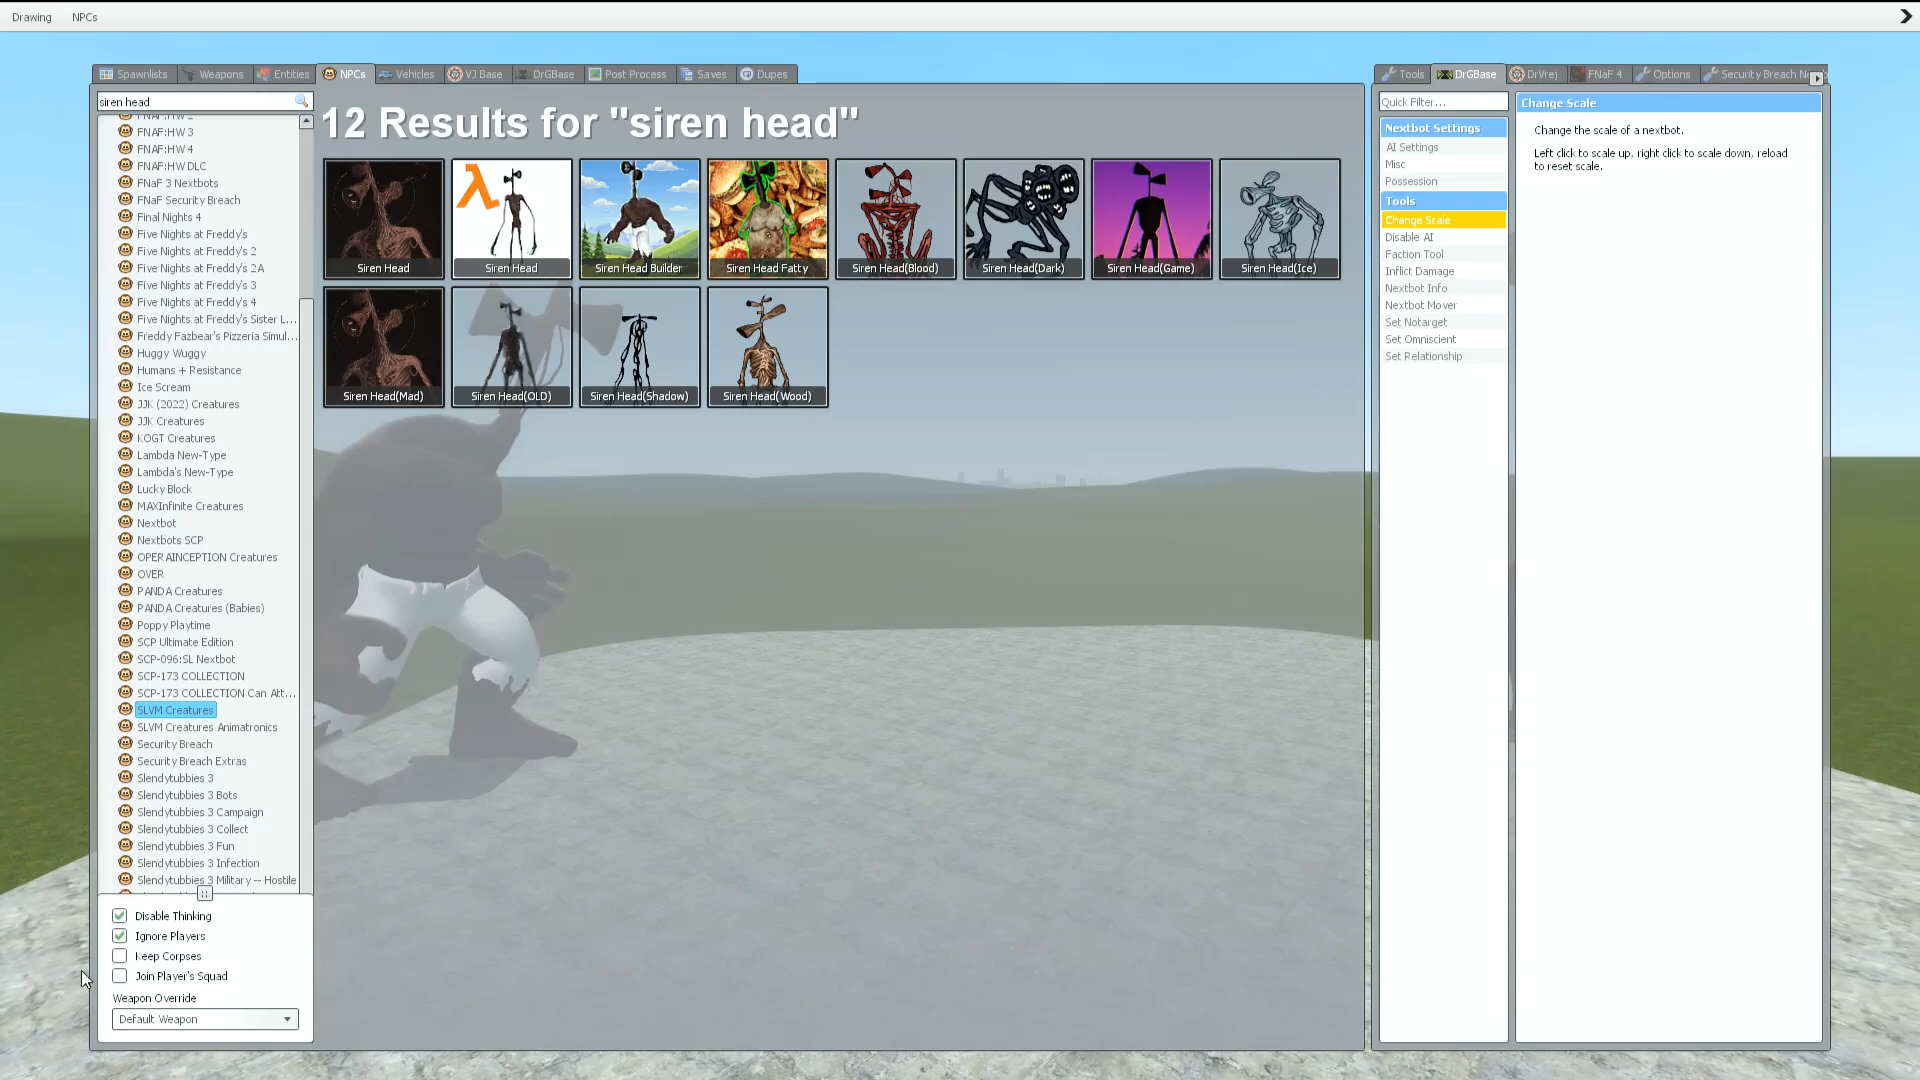 Drawing NPCs
Spawnlists Weapons Entities NPCs Vehicles VJ Base DrGBase Post Process Saves Dupes
siren head
FNAF:HW 2
FNAF:HW 3
FNAF:HW 4
FNAF:HW DLC
FNaF 3 Nextbots
FNaF Security Breach
Final Nights 4
Five Nights at Freddy's
Five Nights at Freddy's 2
Five Nights at Freddy's 2A
Five Nights at Freddy's 3
Five Nights at Freddy's 4
Five Nights at Freddy's Sister L...
Freddy Fazbear's Pizzeria Simul...
Huggy Wuggy
Humans + Resistance
Ice Scream
JJK (2022) Creatures
JJK Creatures
KOGT Creatures
Lambda New-Type
Lambda's New-Type
Lucky Block
MAXInfinite Creatures
Nextbot
Nextbots SCP
OPERAINCEPTION Creatures
OVER
PANDA Creatures
PANDA Creatures (Babies)
Poppy Playtime
SCP Ultimate Edition
SCP-096:SL Nextbot
SCP-173 COLLECTION
SCP-173 COLLECTION Can Att...
SLVM Creatures
SLVM Creatures Animatronics
Security Breach
Security Breach Extras
Slendytubbies 3
Slendytubbies 3 Bots
Slendytubbies 3 Campaign
Slendytubbies 3 Collect
Slendytubbies 3 Fun
Slendytubbies 3 Infection
Slendytubbies 3 Military -- Hostile
Disable Thinking
Ignore Players
Keep Corpses
Join Player's Squad
Weapon Override
Default Weapon
12 Results for "siren head"
Siren Head Siren Head Siren Head Builder Siren Head Fatty Siren Head(Blood) Siren Head(Dark) Siren Head(Game) Siren Head(Ice)
Siren Head(Mad) Siren Head(OLD) Siren Head(Shadow) Siren Head(Wood)
Tools DrGBase DrVrej FNaF 4 Options Security Breach
Quick Filter...
Nextbot Settings
AI Settings
Misc
Possession
Tools
Change Scale
Disable AI
Faction Tool
Inflict Damage
Nextbot Info
Nextbot Mover
Set Notarget
Set Omniscient
Set Relationship
Change Scale
Change the scale of a nextbot.
Left click to scale up, right click to scale down, reload
to reset scale.